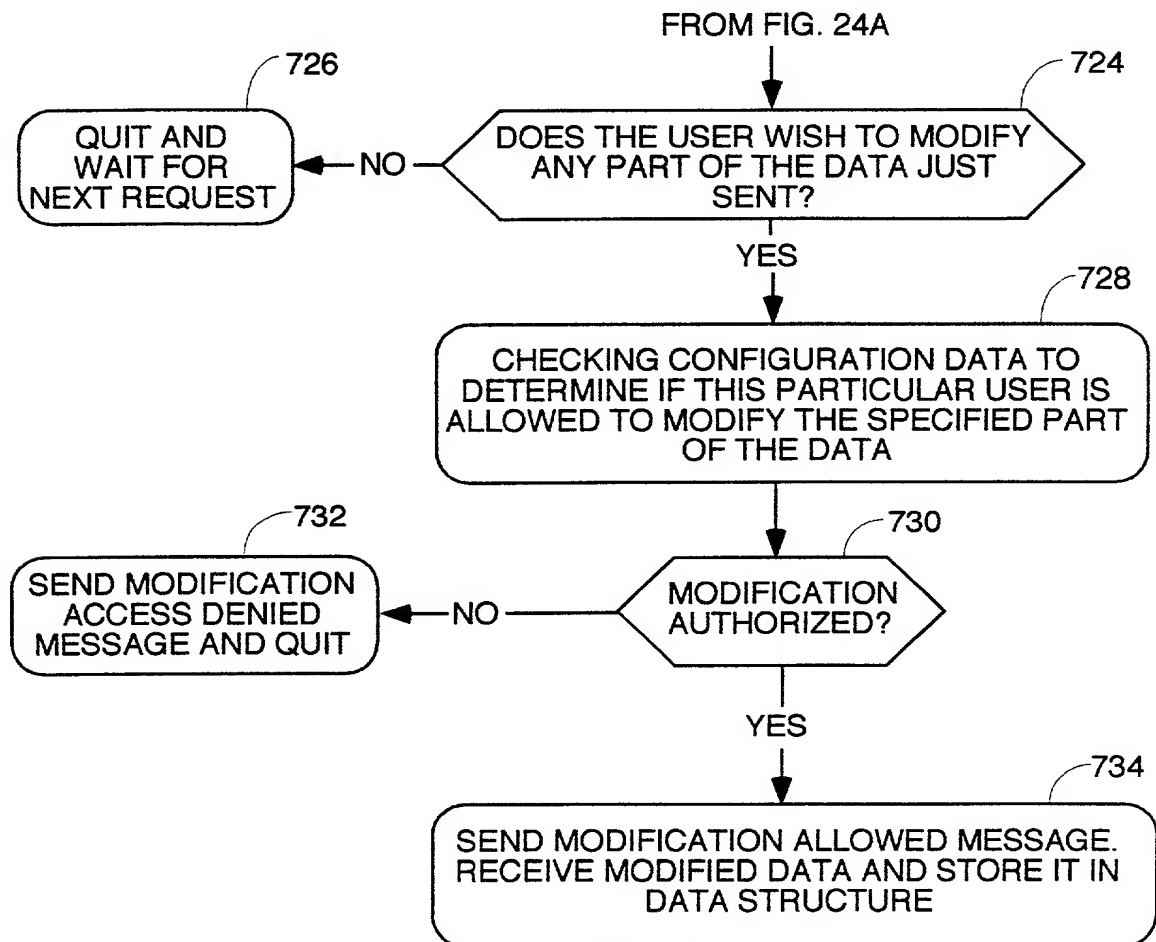 FROM FIG. 24A
726
724
QUIT AND
WAIT FOR
NEXT REQUEST
NO
DOES THE USER WISH TO MODIFY
ANY PART OF THE DATA JUST
SENT?
YES
728
CHECKING CONFIGURATION DATA TO
DETERMINE IF THIS PARTICULAR USER IS
ALLOWED TO MODIFY THE SPECIFIED PART
OF THE DATA
732
730
SEND MODIFICATION
ACCESS DENIED
MESSAGE AND QUIT
NO
MODIFICATION
AUTHORIZED?
YES
734
SEND MODIFICATION ALLOWED MESSAGE.
RECEIVE MODIFIED DATA AND STORE IT IN
DATA STRUCTURE